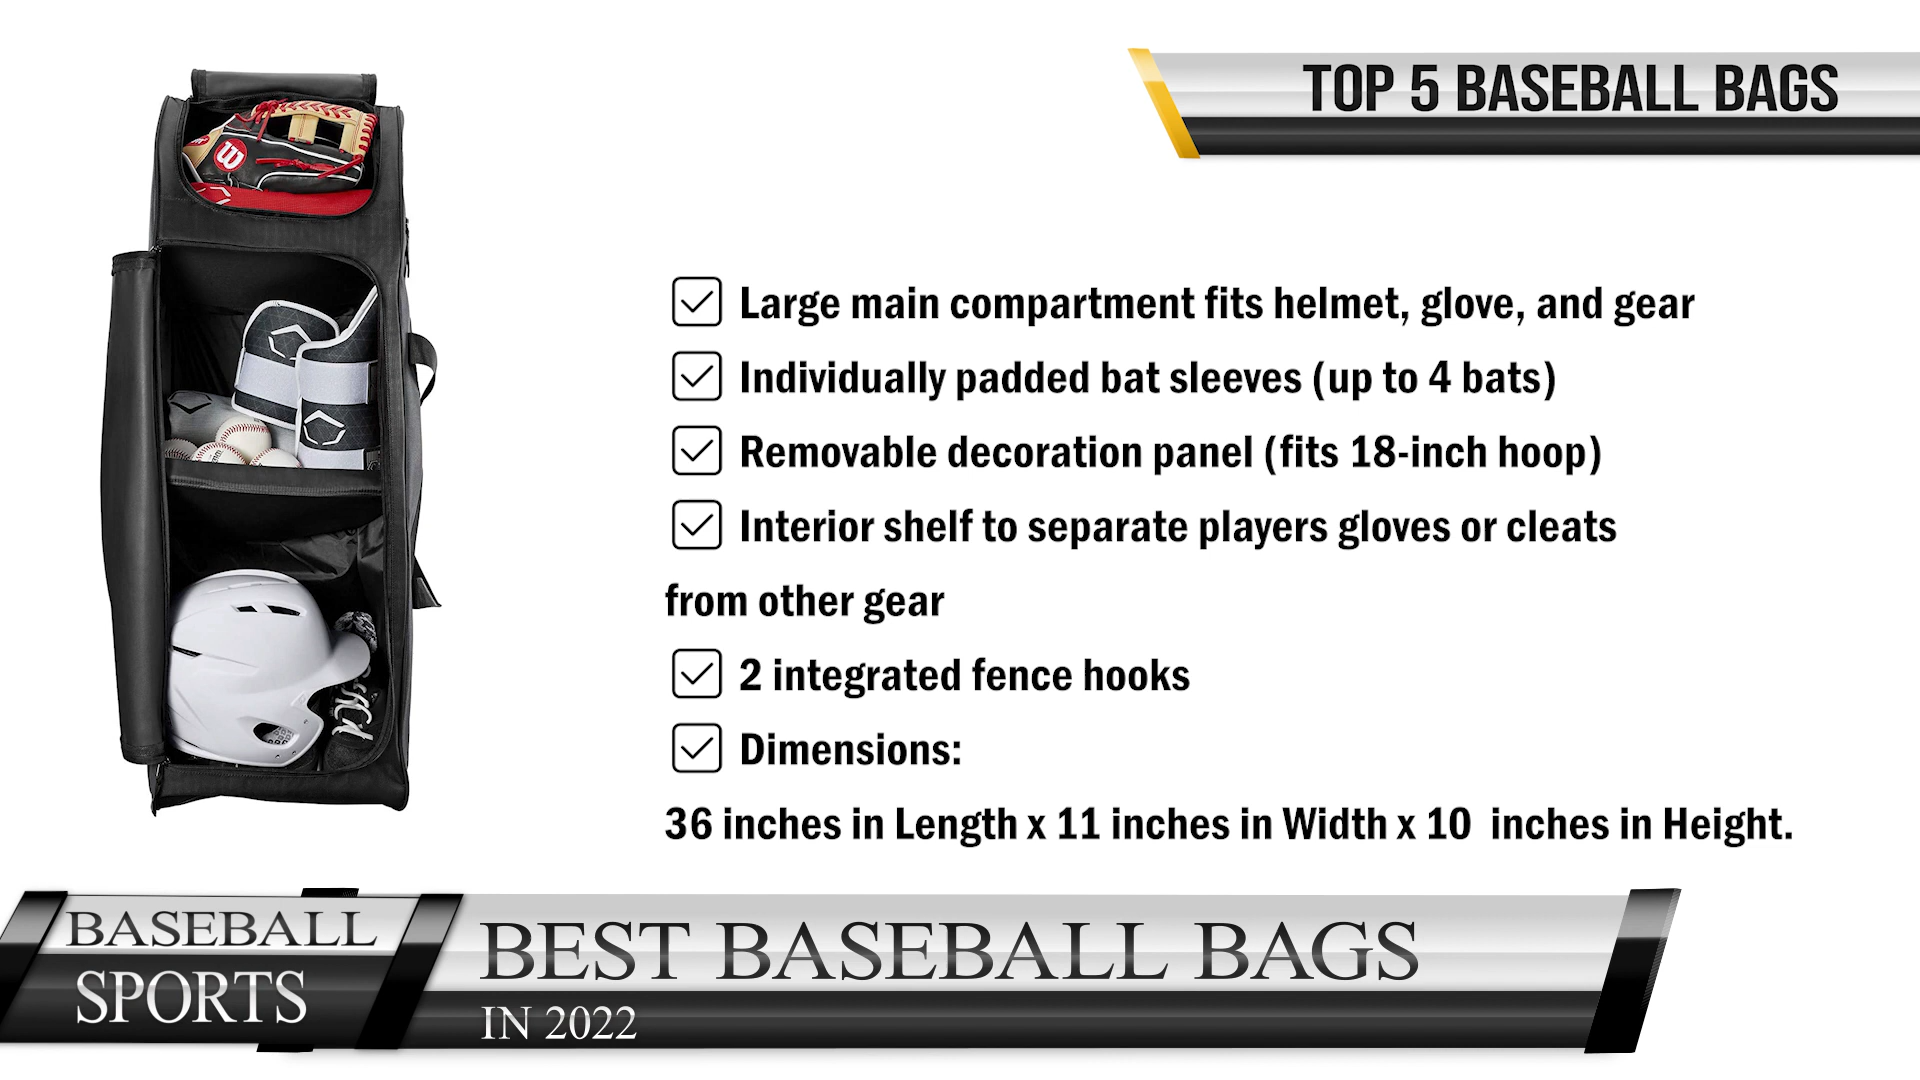 TOP 5 BASEBALL BAGS
W
Large main compartment fits helmet, glove, and gear
Individually padded bat sleeves (up to 4 bats)
Removable decoration panel (fits 18-inch hoop)
Interior shelf to separate players gloves or cleats
from other gear
2 integrated fence hooks
Dimensions:
36 inches in Length x 11 inches in Width x 10 inches in Height.
BASEBALL
SPORTS
BEST BASEBALL BAGS
IN 2022